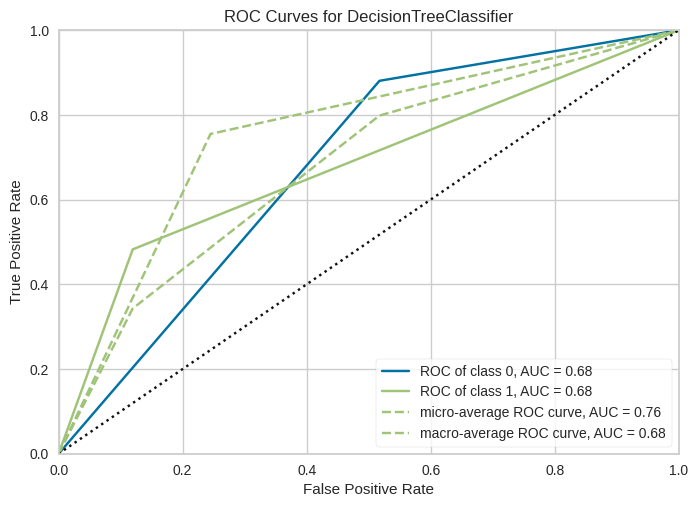 ROC Curves for DecisionTreeClassifier
True Positive Rate
1.0
0.8
0.6
0.4
0.2
0.0
0.0 0.2 0.4 0.6 0.8 1.0
False Positive Rate
ROC of class 0, AUC = 0.68
ROC of class 1, AUC = 0.68
micro-average ROC curve, AUC = 0.76
macro-average ROC curve, AUC = 0.68